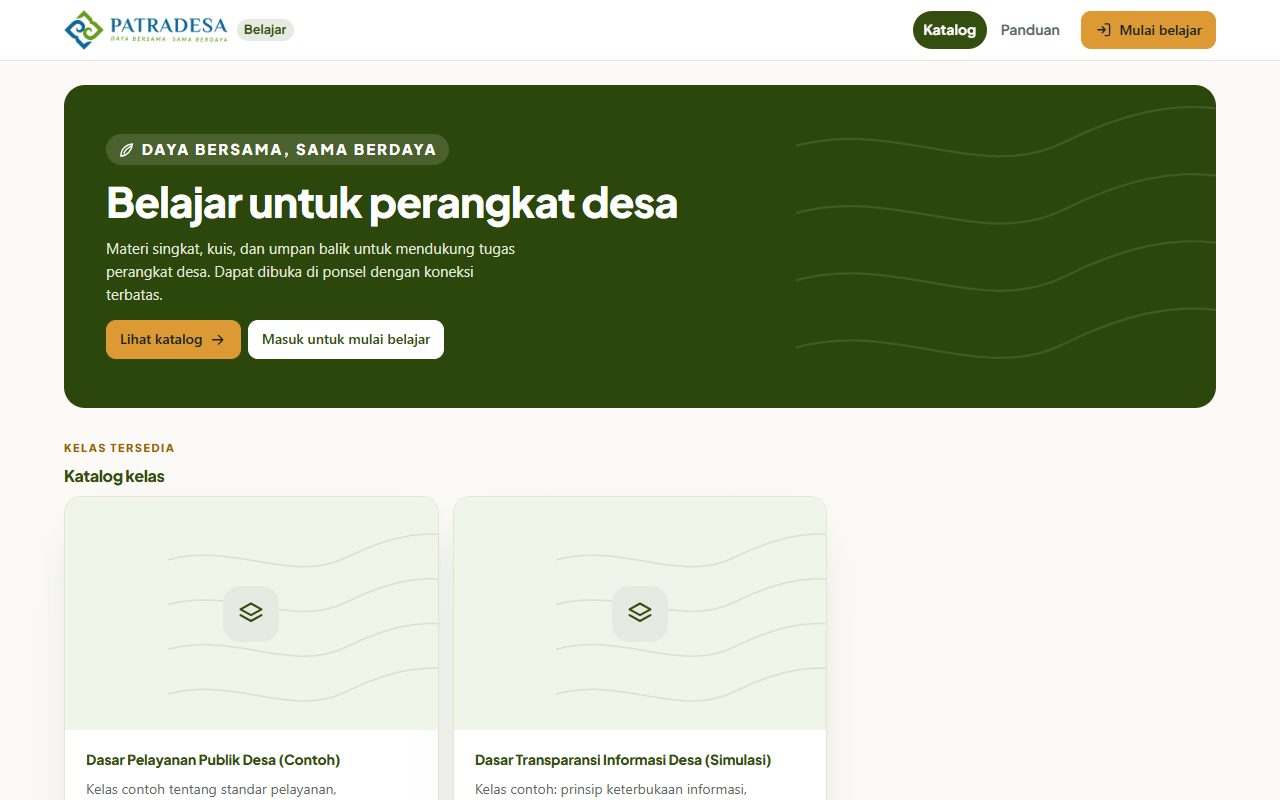 PATRADESA
DAYA BERSAMA SAMA BERDAYA
Belajar
Katalog
Panduan
Mulai belajar
DAYA BERSAMA, SAMA BERDAYA
Belajar untuk perangkat desa
Materi singkat, kuis, dan umpan balik untuk mendukung tugas
perangkat desa. Dapat dibuka di ponsel dengan koneksi
terbatas.
Lihat katalog
Masuk untuk mulai belajar
KELAS TERSEDIA
Katalog kelas
Dasar Pelayanan Publik Desa (Contoh)
Kelas contoh tentang standar pelayanan,
Dasar Transparansi Informasi Desa (Simulasi)
Kelas contoh: prinsip keterbukaan informasi,